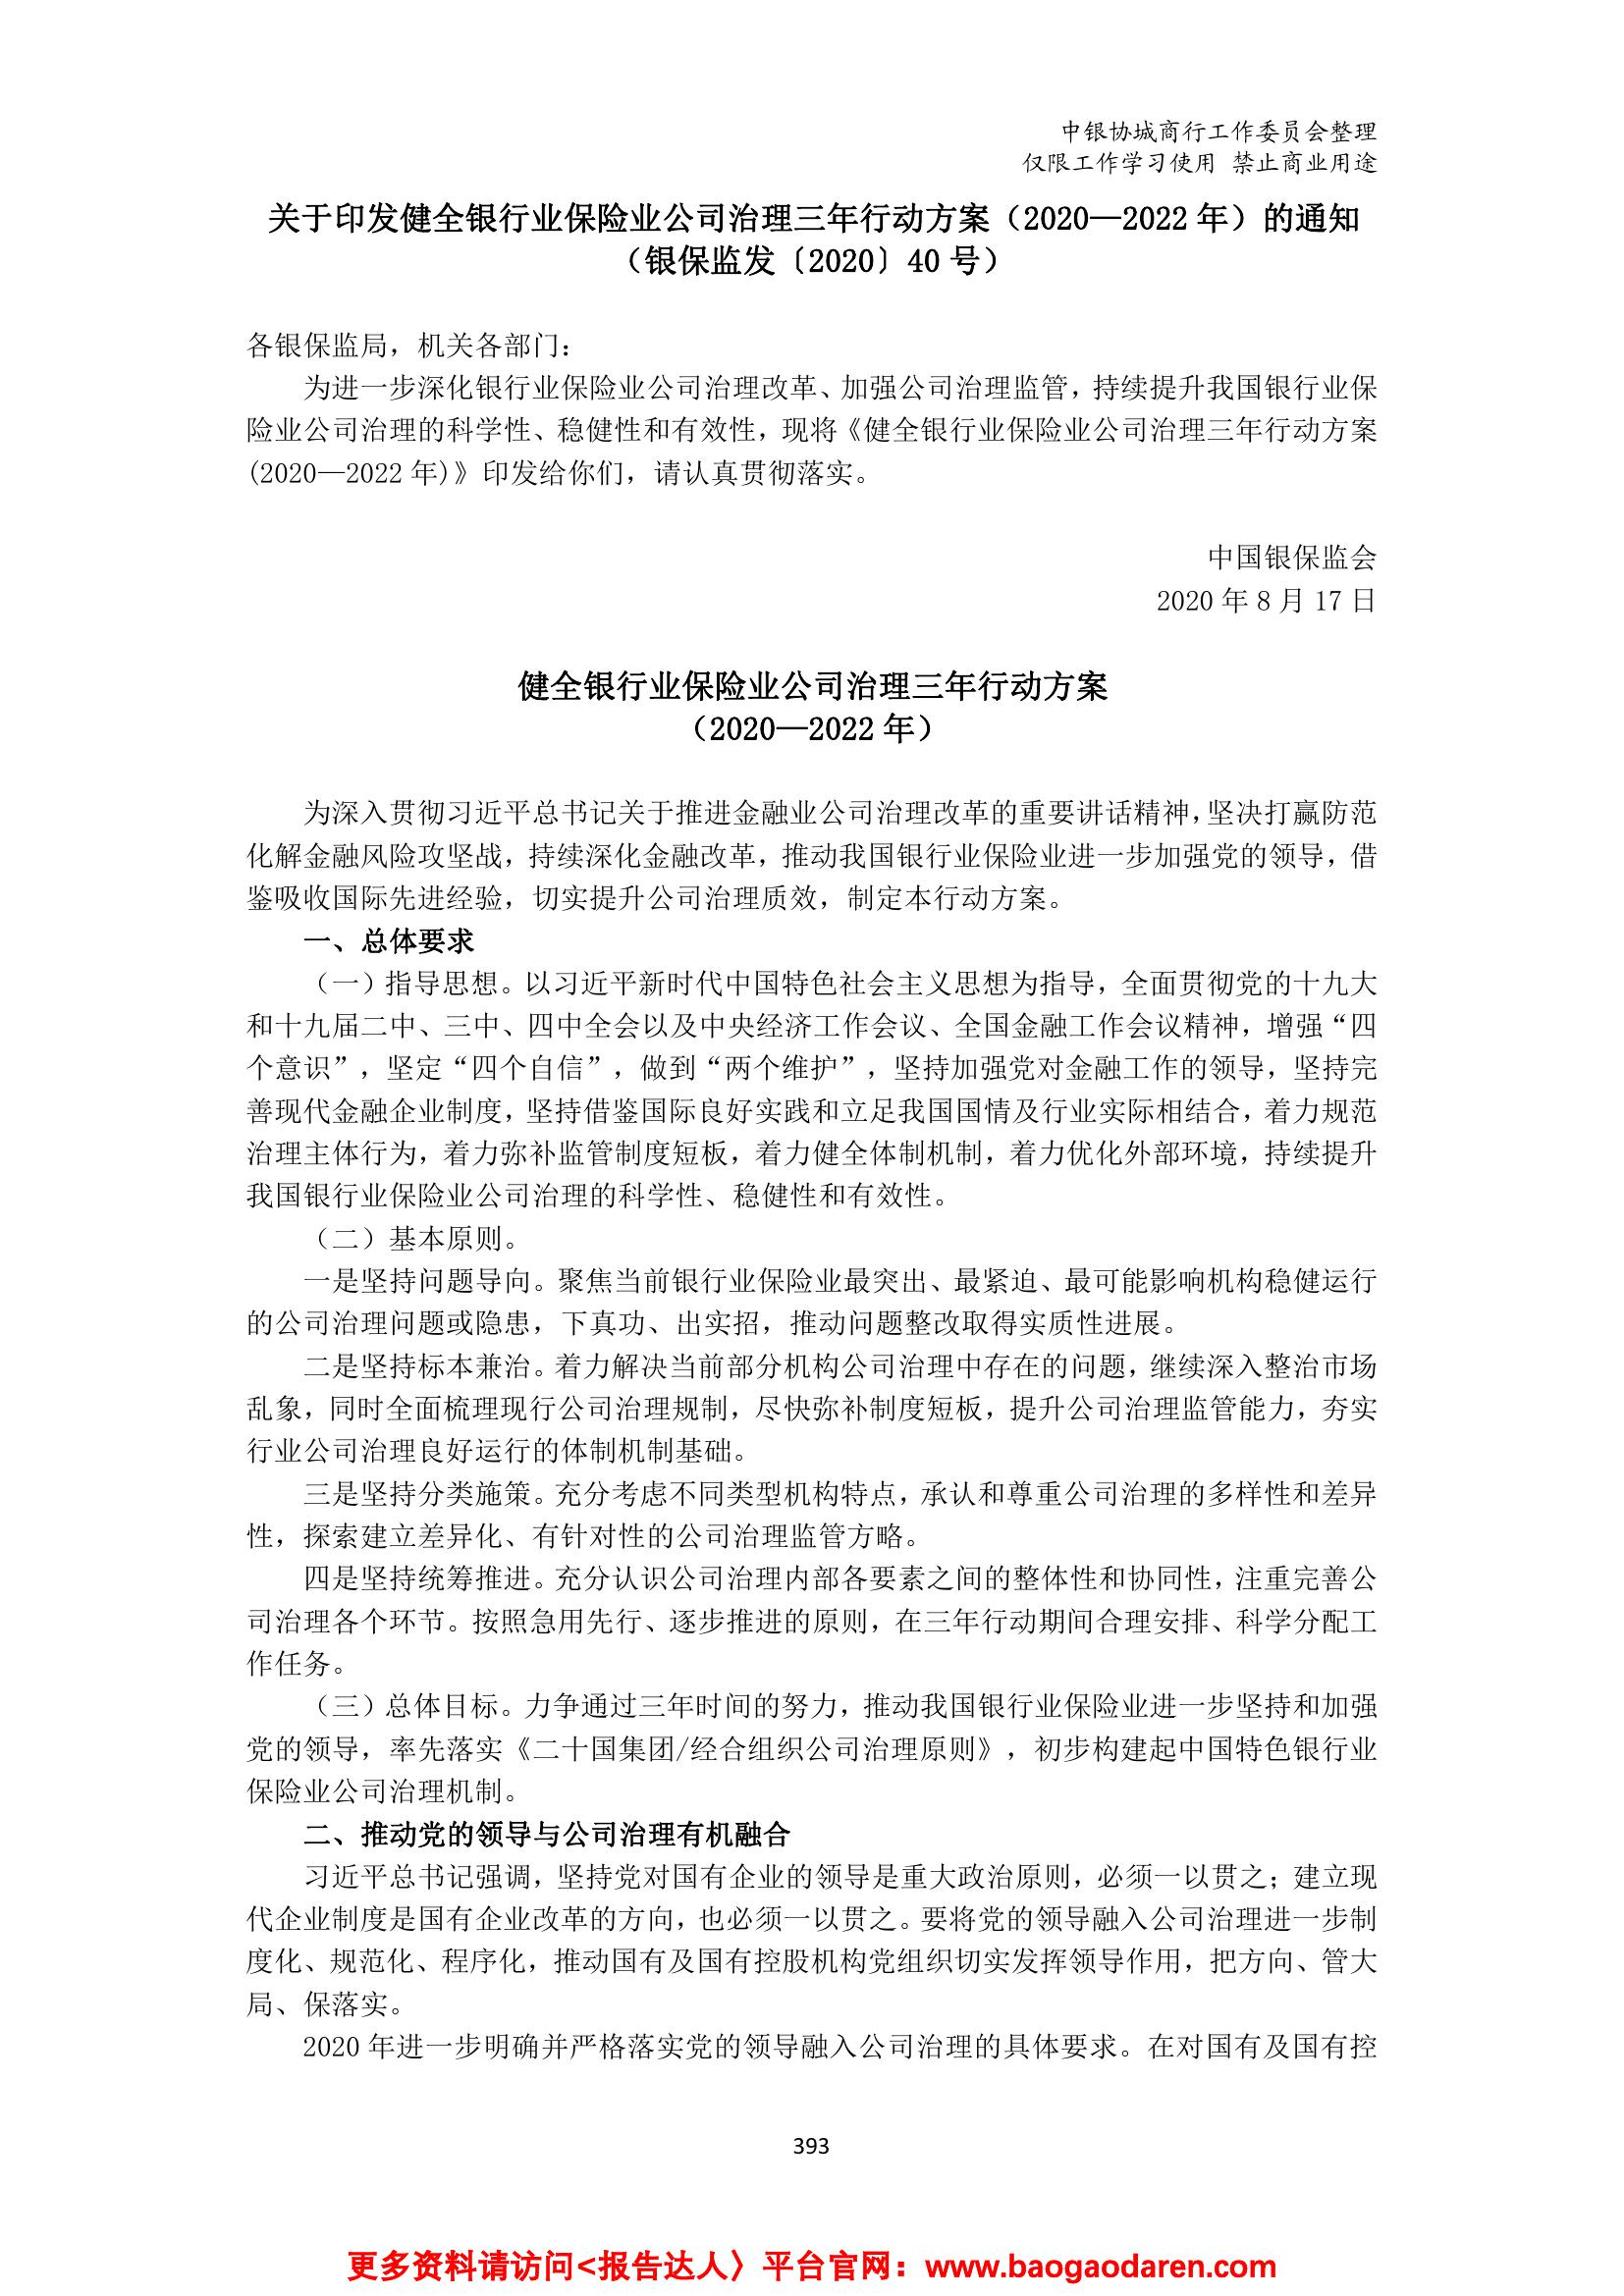 中银协城商行工作委员会整理
仅限工作学习使用 禁止商业用途
关于印发健全银行业保险业公司治理三年行动方案（2020—2022 年）的通知
（银保监发〔2020〕40 号）
各银保监局，机关各部门：
为进一步深化银行业保险业公司治理改革、加强公司治理监管，持续提升我国银行业保
险业公司治理的科学性、稳健性和有效性，现将《健全银行业保险业公司治理三年行动方案
(2020—2022 年)》印发给你们，请认真贯彻落实。
中国银保监会
2020 年 8 月 17 日
健全银行业保险业公司治理三年行动方案
（2020—2022 年）
为深入贯彻习近平总书记关于推进金融业公司治理改革的重要讲话精神，坚决打赢防范
化解金融风险攻坚战，持续深化金融改革，推动我国银行业保险业进一步加强党的领导，借
鉴吸收国际先进经验，切实提升公司治理质效，制定本行动方案。
一、总体要求
（一）指导思想。以习近平新时代中国特色社会主义思想为指导，全面贯彻党的十九大
和十九届二中、三中、四中全会以及中央经济工作会议、全国金融工作会议精神，增强“四
个意识”，坚定“四个自信”，做到“两个维护”，坚持加强党对金融工作的领导，坚持完
善现代金融企业制度，坚持借鉴国际良好实践和立足我国国情及行业实际相结合，着力规范
治理主体行为，着力弥补监管制度短板，着力健全体制机制，着力优化外部环境，持续提升
我国银行业保险业公司治理的科学性、稳健性和有效性。
（二）基本原则。
一是坚持问题导向。聚焦当前银行业保险业最突出、最紧迫、最可能影响机构稳健运行
的公司治理问题或隐患，下真功、出实招，推动问题整改取得实质性进展。
二是坚持标本兼治。着力解决当前部分机构公司治理中存在的问题，继续深入整治市场
乱象，同时全面梳理现行公司治理规制，尽快弥补制度短板，提升公司治理监管能力，夯实
行业公司治理良好运行的体制机制基础。
三是坚持分类施策。充分考虑不同类型机构特点，承认和尊重公司治理的多样性和差异
性，探索建立差异化、有针对性的公司治理监管方略。
四是坚持统筹推进。充分认识公司治理内部各要素之间的整体性和协同性，注重完善公
司治理各个环节。按照急用先行、逐步推进的原则，在三年行动期间合理安排、科学分配工
作任务。
（三）总体目标。力争通过三年时间的努力，推动我国银行业保险业进一步坚持和加强
党的领导，率先落实《二十国集团/经合组织公司治理原则》，初步构建起中国特色银行业
保险业公司治理机制。
二、推动党的领导与公司治理有机融合
习近平总书记强调，坚持党对国有企业的领导是重大政治原则，必须一以贯之；建立现
代企业制度是国有企业改革的方向，也必须一以贯之。要将党的领导融入公司治理进一步制
度化、规范化、程序化，推动国有及国有控股机构党组织切实发挥领导作用，把方向、管大
局、保落实。
2020 年进一步明确并严格落实党的领导融入公司治理的具体要求。在对国有及国有控
393
更多资料请访问<报告达人〉平台官网：www.baogaodaren.com